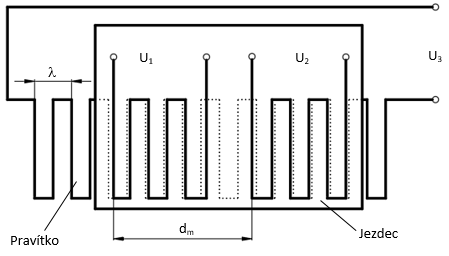 U1
U2
U3
λ
dm
Pravítko
Jezdec